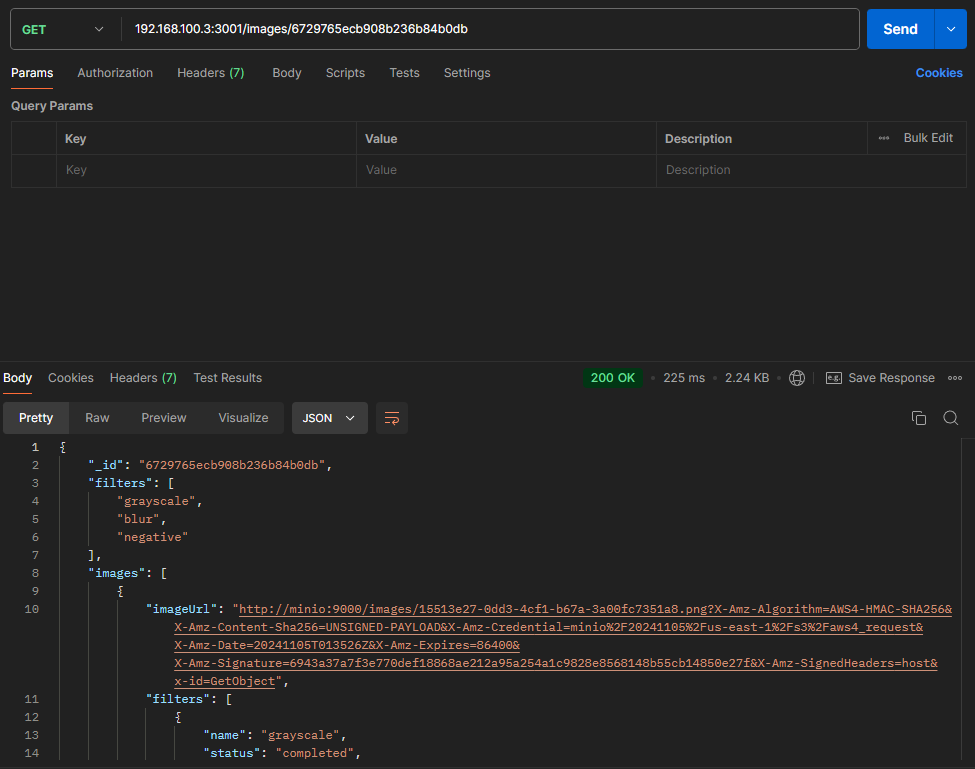 GET 192.168.100.3:3001/images/6729765ecb908b236b84b0db Send
Params Authorization Headers (7) Body Scripts Tests Settings Cookies
Query Params
Key Value Description Bulk Edit
Key Value Description
Body Cookies Headers (7) Test Results 200 OK 225 ms 2.24 KB e.g. Save Response
Pretty Raw Preview Visualize JSON
1 {
2 "_id": "6729765ecb908b236b84b0db",
3 "filters": [
4 "grayscale",
5 "blur",
6 "negative"
7 ],
8 "images": [
9 {
10 "imageUrl": "http://minio:9000/images/15513e27-0dd3-4cf1-b67a-3a00fc7351a8.png?X-Amz-Algorithm=AWS4-HMAC-SHA256&
X-Amz-Content-Sha256=UNSIGNED-PAYLOAD&X-Amz-Credential=minio%2F20241105%2Fus-east-1%2Fs3%2Faws4_request&
X-Amz-Date=20241105T013526Z&X-Amz-Expires=86400&
X-Amz-Signature=6943a37a7f3e770def18868ae212a95a254a1c9828e8568148b55cb14850e27f&X-Amz-SignedHeaders=host&
x-id=GetObject",
11 "filters": [
12 {
13 "name": "grayscale",
14 "status": "completed",